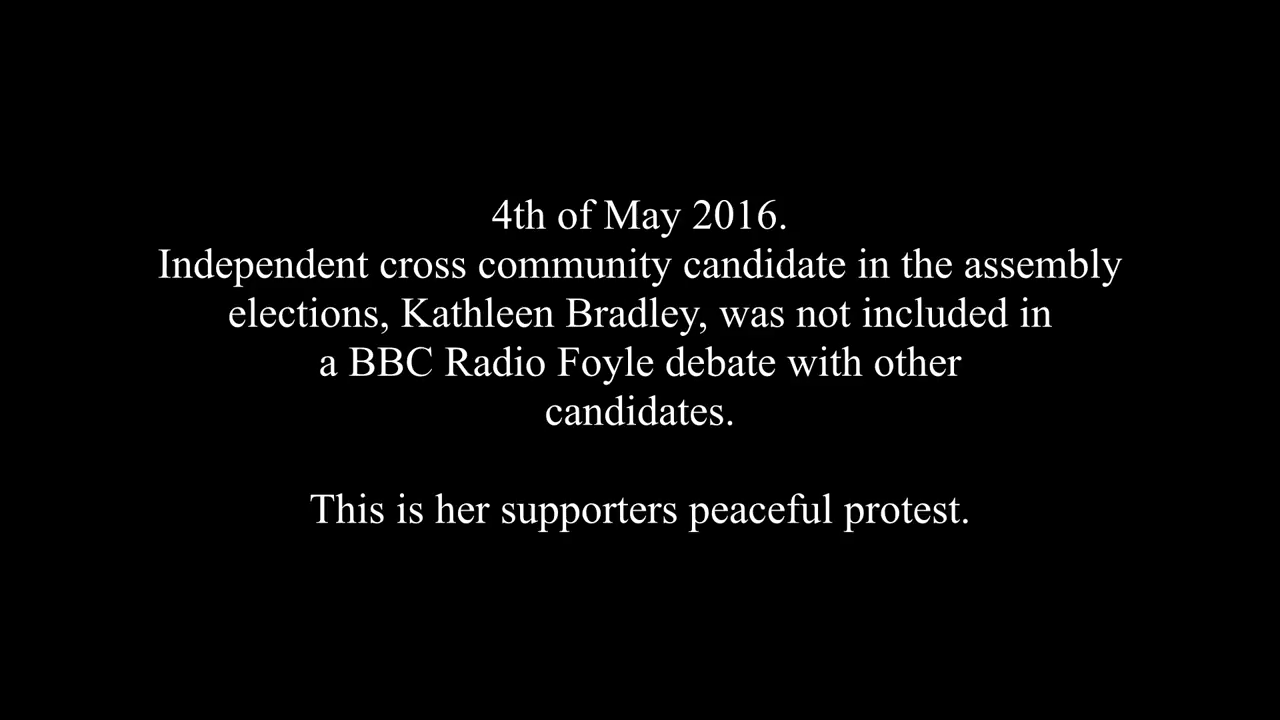 4th of May 2016.
Independent cross community candidate in the assembly
elections, Kathleen Bradley, was not included in
a BBC Radio Foyle debate with other
candidates.
This is her supporters peaceful protest.